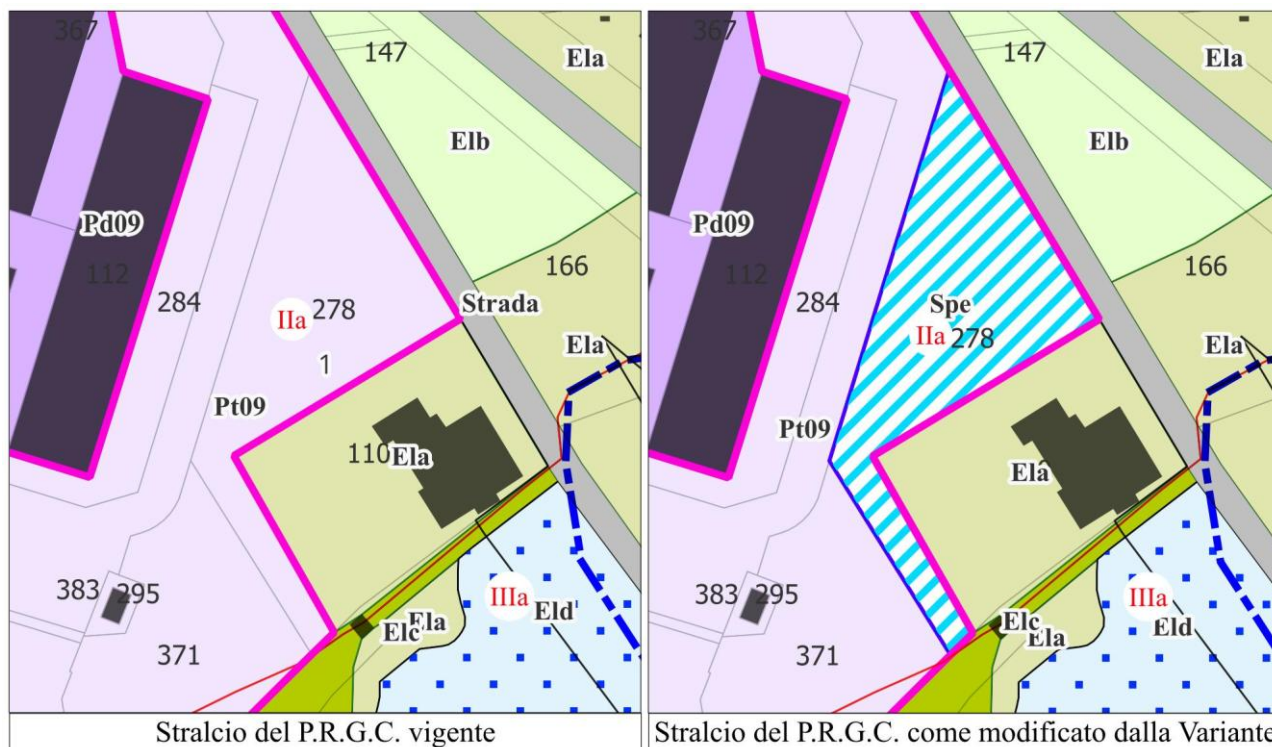 367
147
Ela
Elb
Pd09
112
284
166
Strada
IIa
278
1
Ela
Pt09
110
Ela
383
295
IIIa
Eld
Elc
Ela
371
Stralcio del P.R.G.C. vigente
367
147
Ela
Elb
Pd09
112
284
166
Spe
IIa
278
Ela
Pt09
Ela
383
295
IIIa
Eld
Elc
Ela
371
Stralcio del P.R.G.C. come modificato dalla Variante